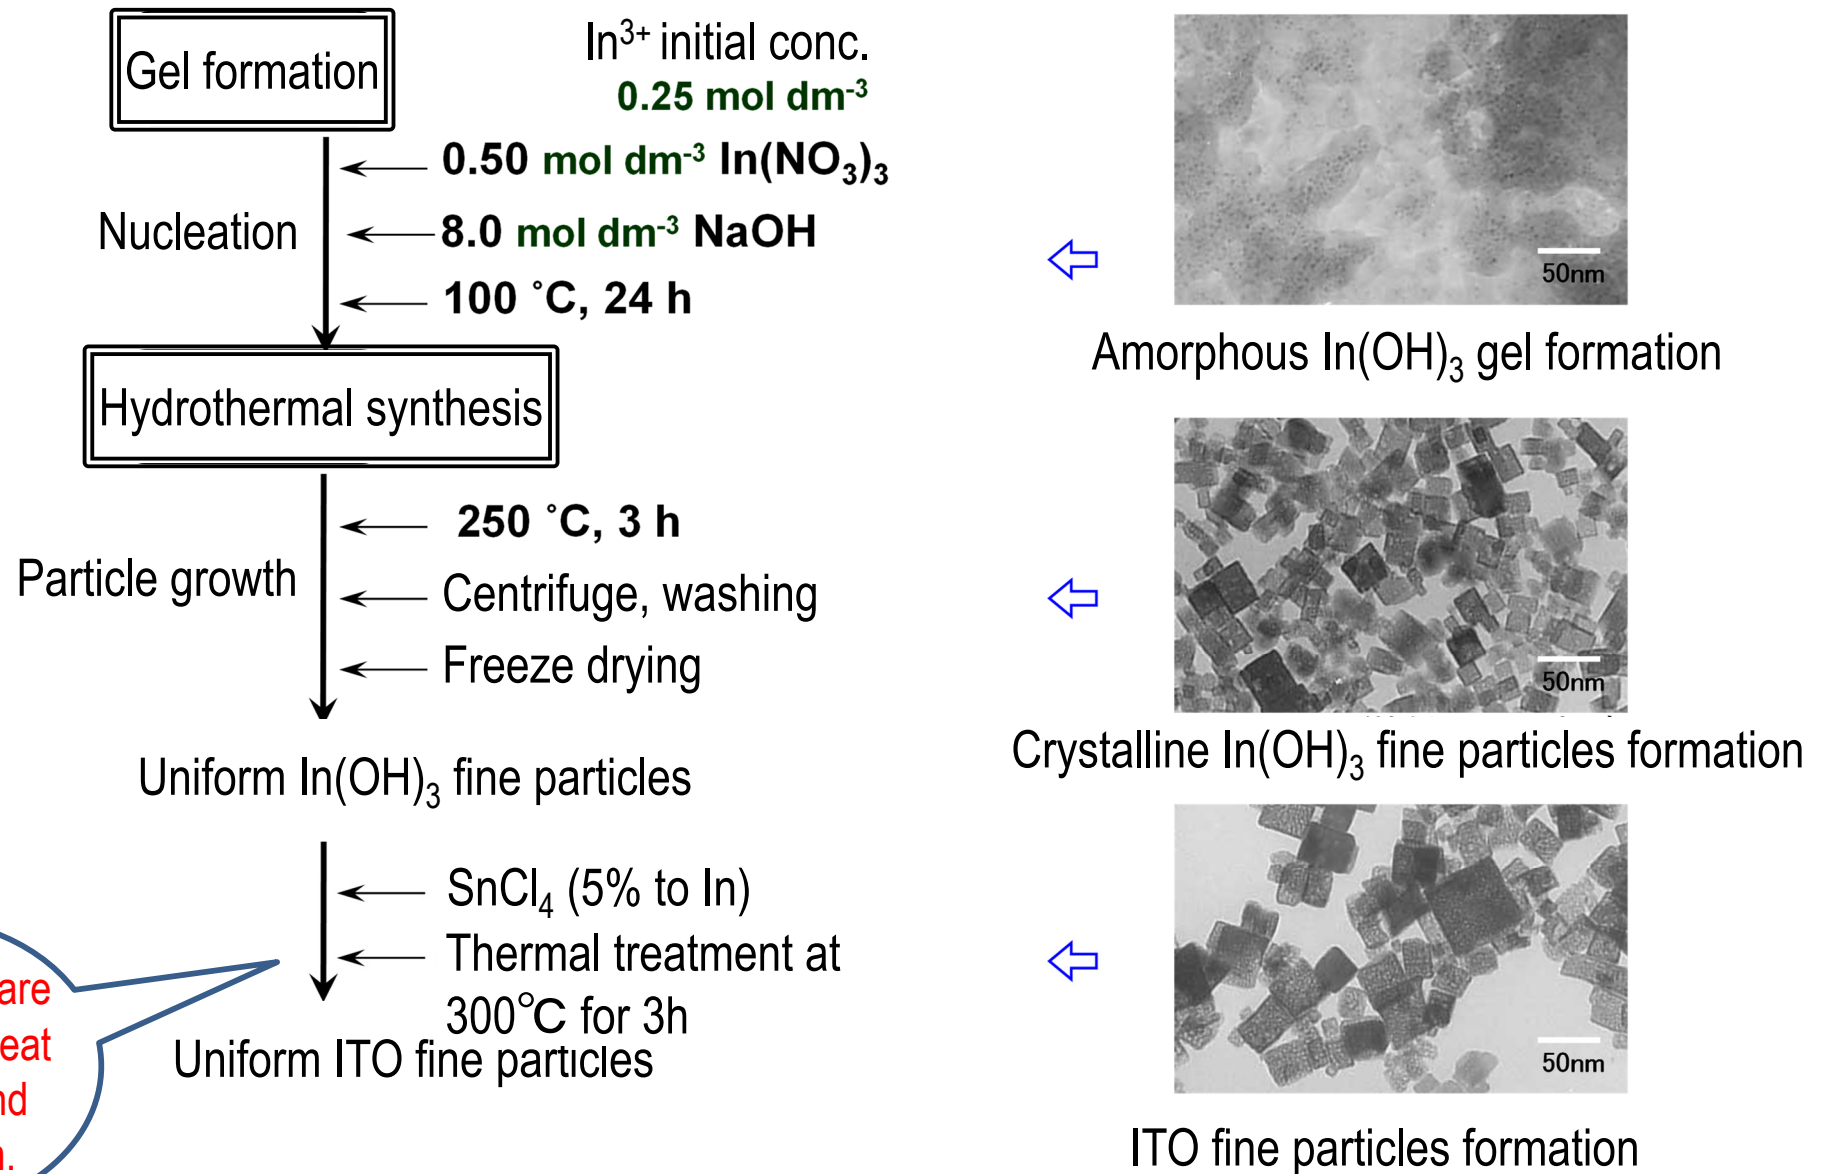 Gel formation
In³⁺ initial conc.
0.25 mol dm⁻³
0.50 mol dm⁻³ In(NO₃)₃
Nucleation
8.0 mol dm⁻³ NaOH
100 °C, 24 h
Hydrothermal synthesis
250 °C, 3 h
Particle growth
Centrifuge, washing
Freeze drying
Uniform In(OH)₃ fine particles
SnCl₄ (5% to In)
Thermal treatment at
300℃ for 3h
Uniform ITO fine particles
are
50nm
Amorphous In(OH)₃ gel formation
50nm
Crystalline In(OH)₃ fine particles formation
50nm
ITO fine particles formation